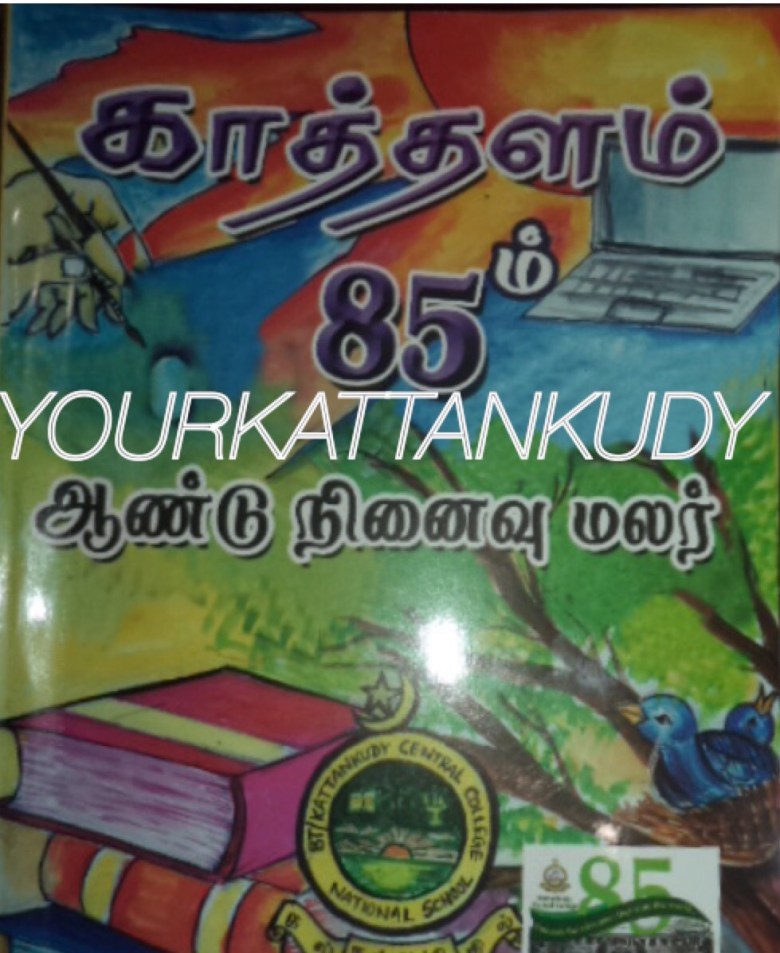 காத்தளம்
85ம்
YOURKATTANKUDY
ஆண்டு நினைவு மலர்
BT/KATTANKUDY CENTRAL COLLEGE
NATIONAL SCHOOL
85